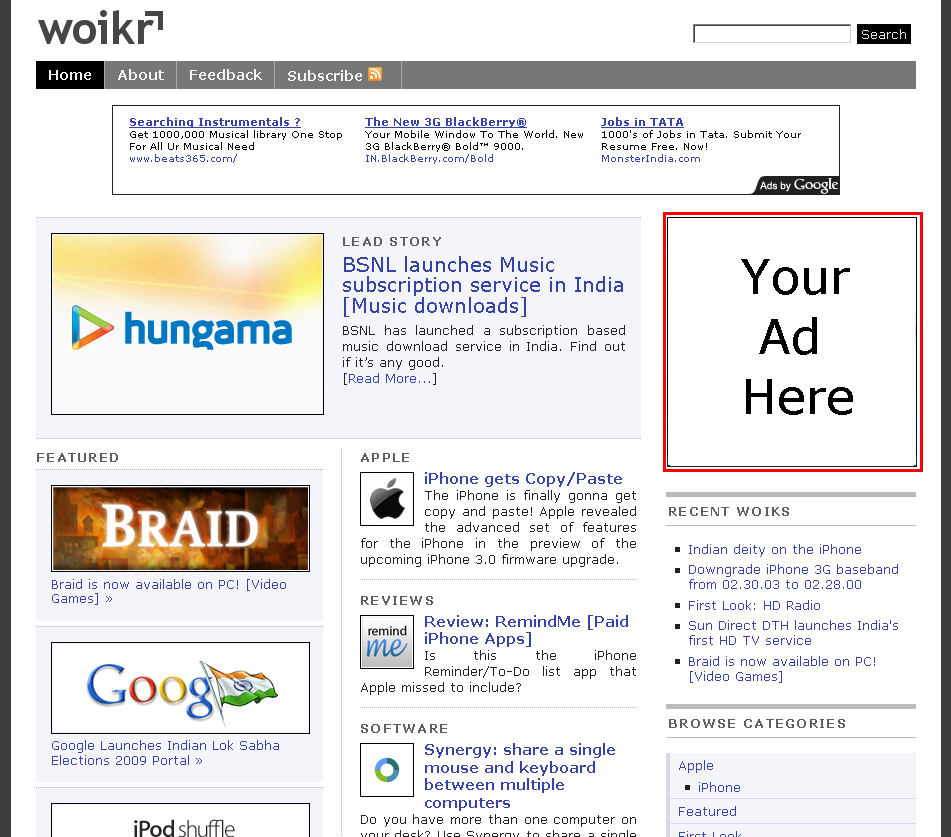 woikr
Search
Home About Feedback Subscribe
Searching Instrumentals ?
Get 1000,000 Musical library One Stop
For All Ur Musical Need
www.beats365.com/
The New 3G BlackBerry®
Your Mobile Window To The World. New
3G BlackBerry® Bold™ 9000.
IN.BlackBerry.com/Bold
Jobs in TATA
1000's of Jobs in Tata. Submit Your
Resume Free. Now!
MonsterIndia.com
Ads by Google
hungama
LEAD STORY
BSNL launches Music
subscription service in India
[Music downloads]
BSNL has launched a subscription based
music download service in India. Find out
if it’s any good.
[Read More...]
Your
Ad
Here
FEATURED
BRAID
Braid is now available on PC! [Video
Games] »
Goog
Google Launches Indian Lok Sabha
Elections 2009 Portal »
iPod shuffle
APPLE
iPhone gets Copy/Paste
The iPhone is finally gonna get
copy and paste! Apple revealed
the advanced set of features
for the iPhone in the preview of the
upcoming iPhone 3.0 firmware upgrade.
REVIEWS
remind
me
Review: RemindMe [Paid
iPhone Apps]
Is this the iPhone
Reminder/To-Do list app that
Apple missed to include?
SOFTWARE
Synergy: share a single
mouse and keyboard
between multiple
computers
Do you have more than one computer on
your desk? Use Synergy to share a single
RECENT WOIKS
Indian deity on the iPhone
Downgrade iPhone 3G baseband
from 02.30.03 to 02.28.00
First Look: HD Radio
Sun Direct DTH launches India's
first HD TV service
Braid is now available on PC!
[Video Games]
BROWSE CATEGORIES
Apple
iPhone
Featured
First Look